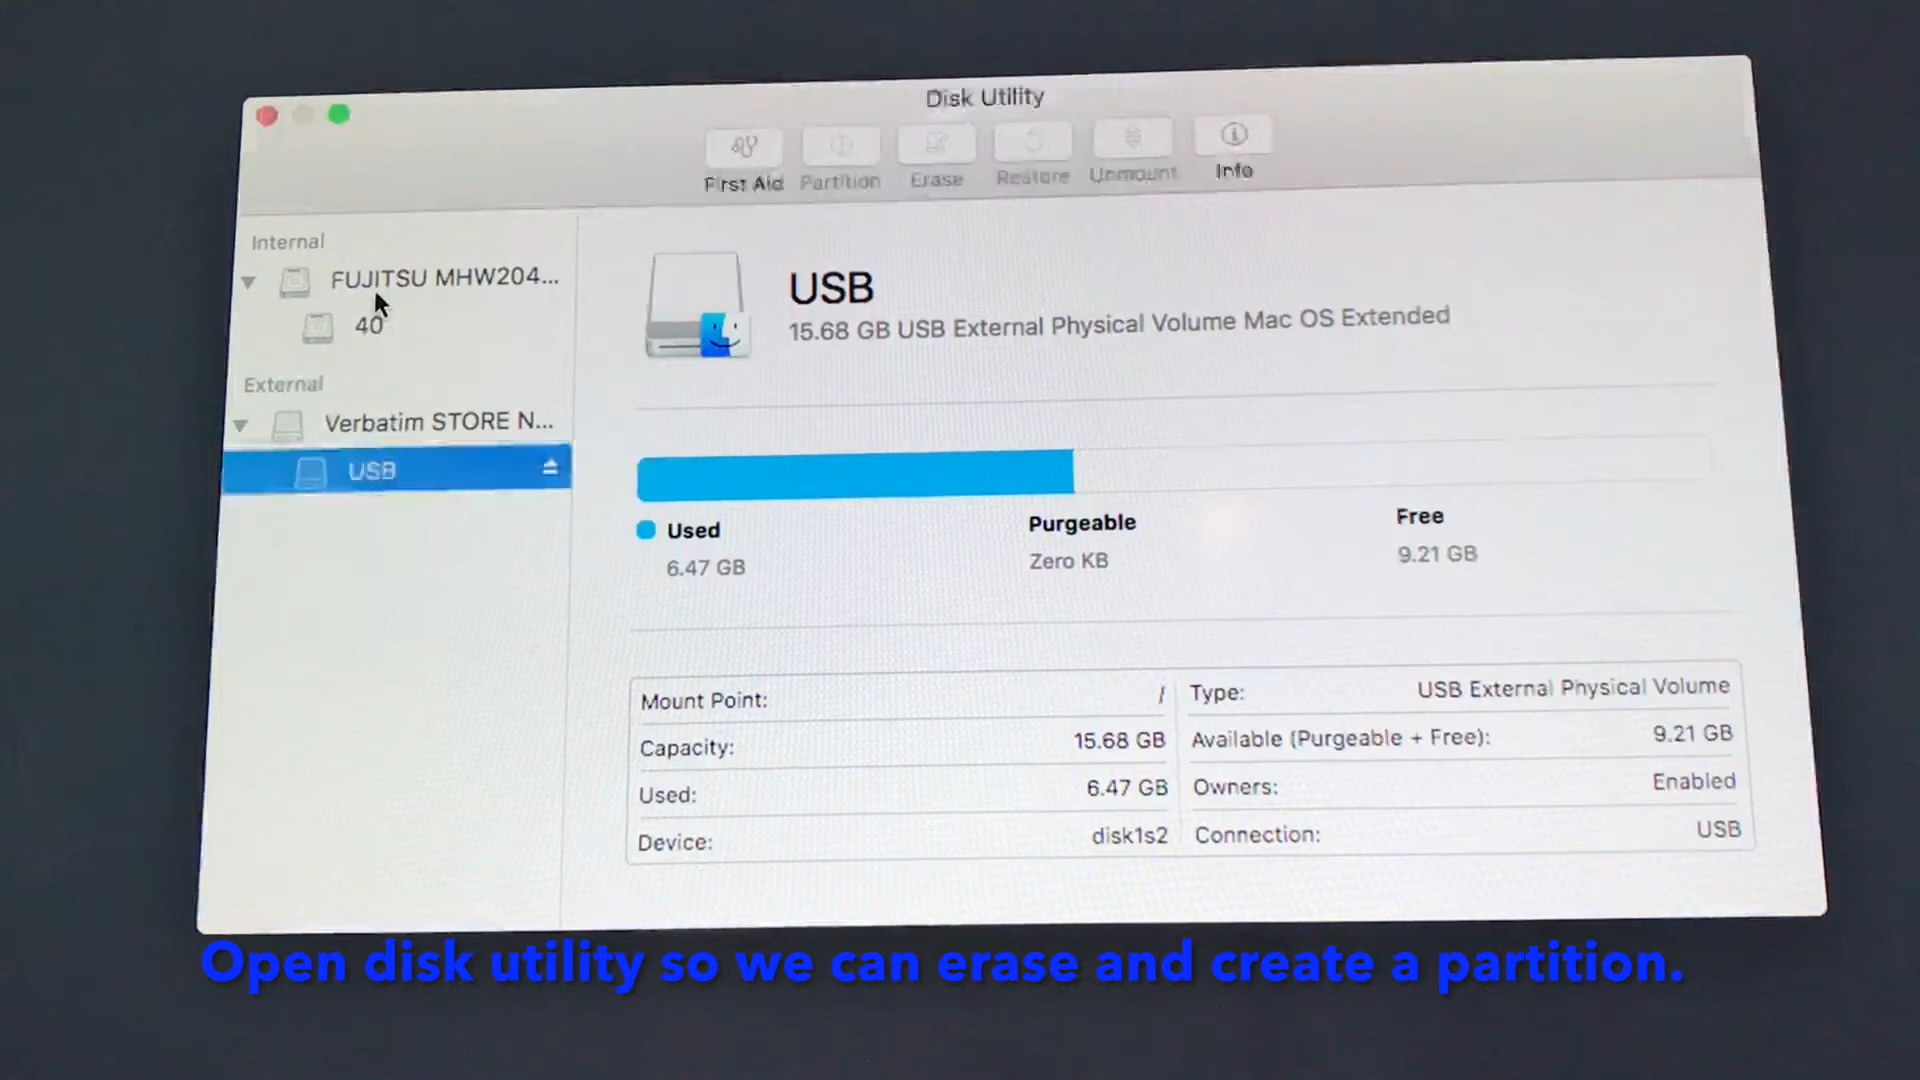 Disk Utility
First Aid
Partition
Erase
Restore
Unmount
Info
Internal
FUJITSU MHW204...
40
External
Verbatim STORE N...
USB
USB
15.68 GB USB External Physical Volume Mac OS Extended
Used
6.47 GB
Purgeable
Zero KB
Free
9.21 GB
Mount Point: /
Capacity: 15.68 GB
Used: 6.47 GB
Device: disk1s2
Type: USB External Physical Volume
Available (Purgeable + Free): 9.21 GB
Owners: Enabled
Connection: USB
Open disk utility so we can erase and create a partition.